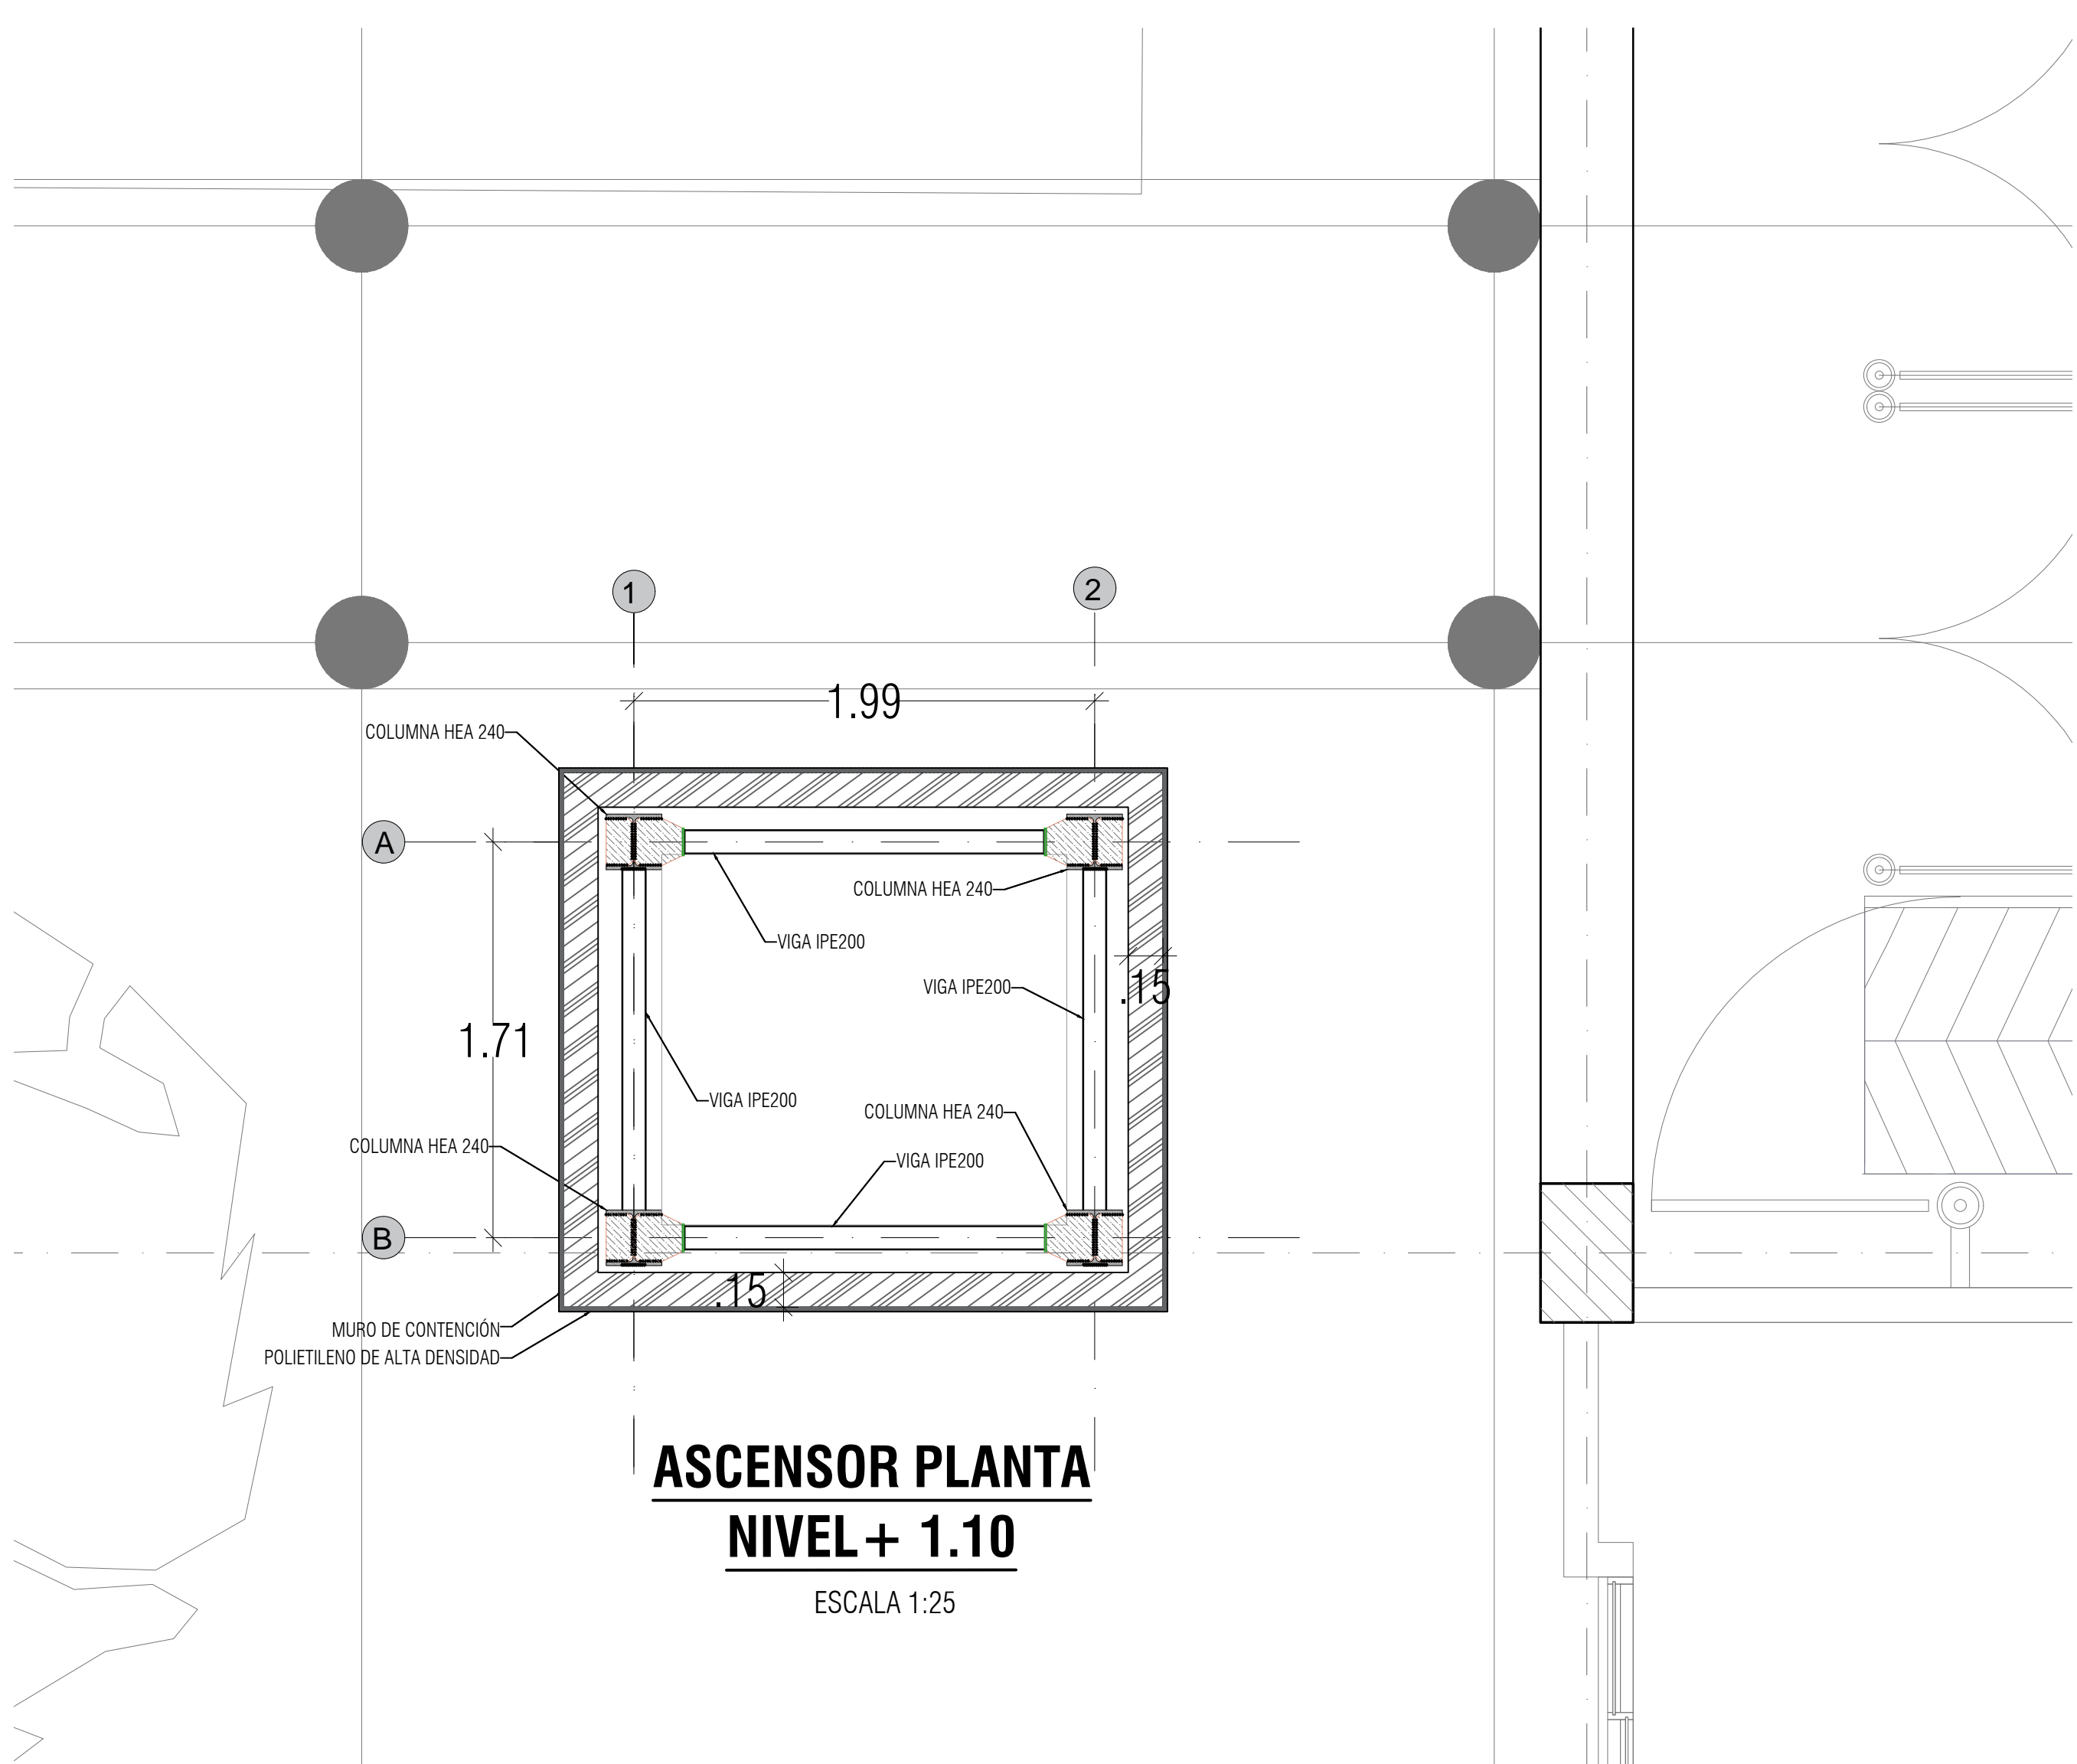 1
2
1.99
COLUMNA HEA 240
A
COLUMNA HEA 240
VIGA IPE200
VIGA IPE200
.15
1.71
VIGA IPE200
COLUMNA HEA 240
COLUMNA HEA 240
VIGA IPE200
B
.15
MURO DE CONTENCIÓN
POLIETILENO DE ALTA DENSIDAD
ASCENSOR PLANTA
NIVEL+ 1.10
ESCALA 1:25